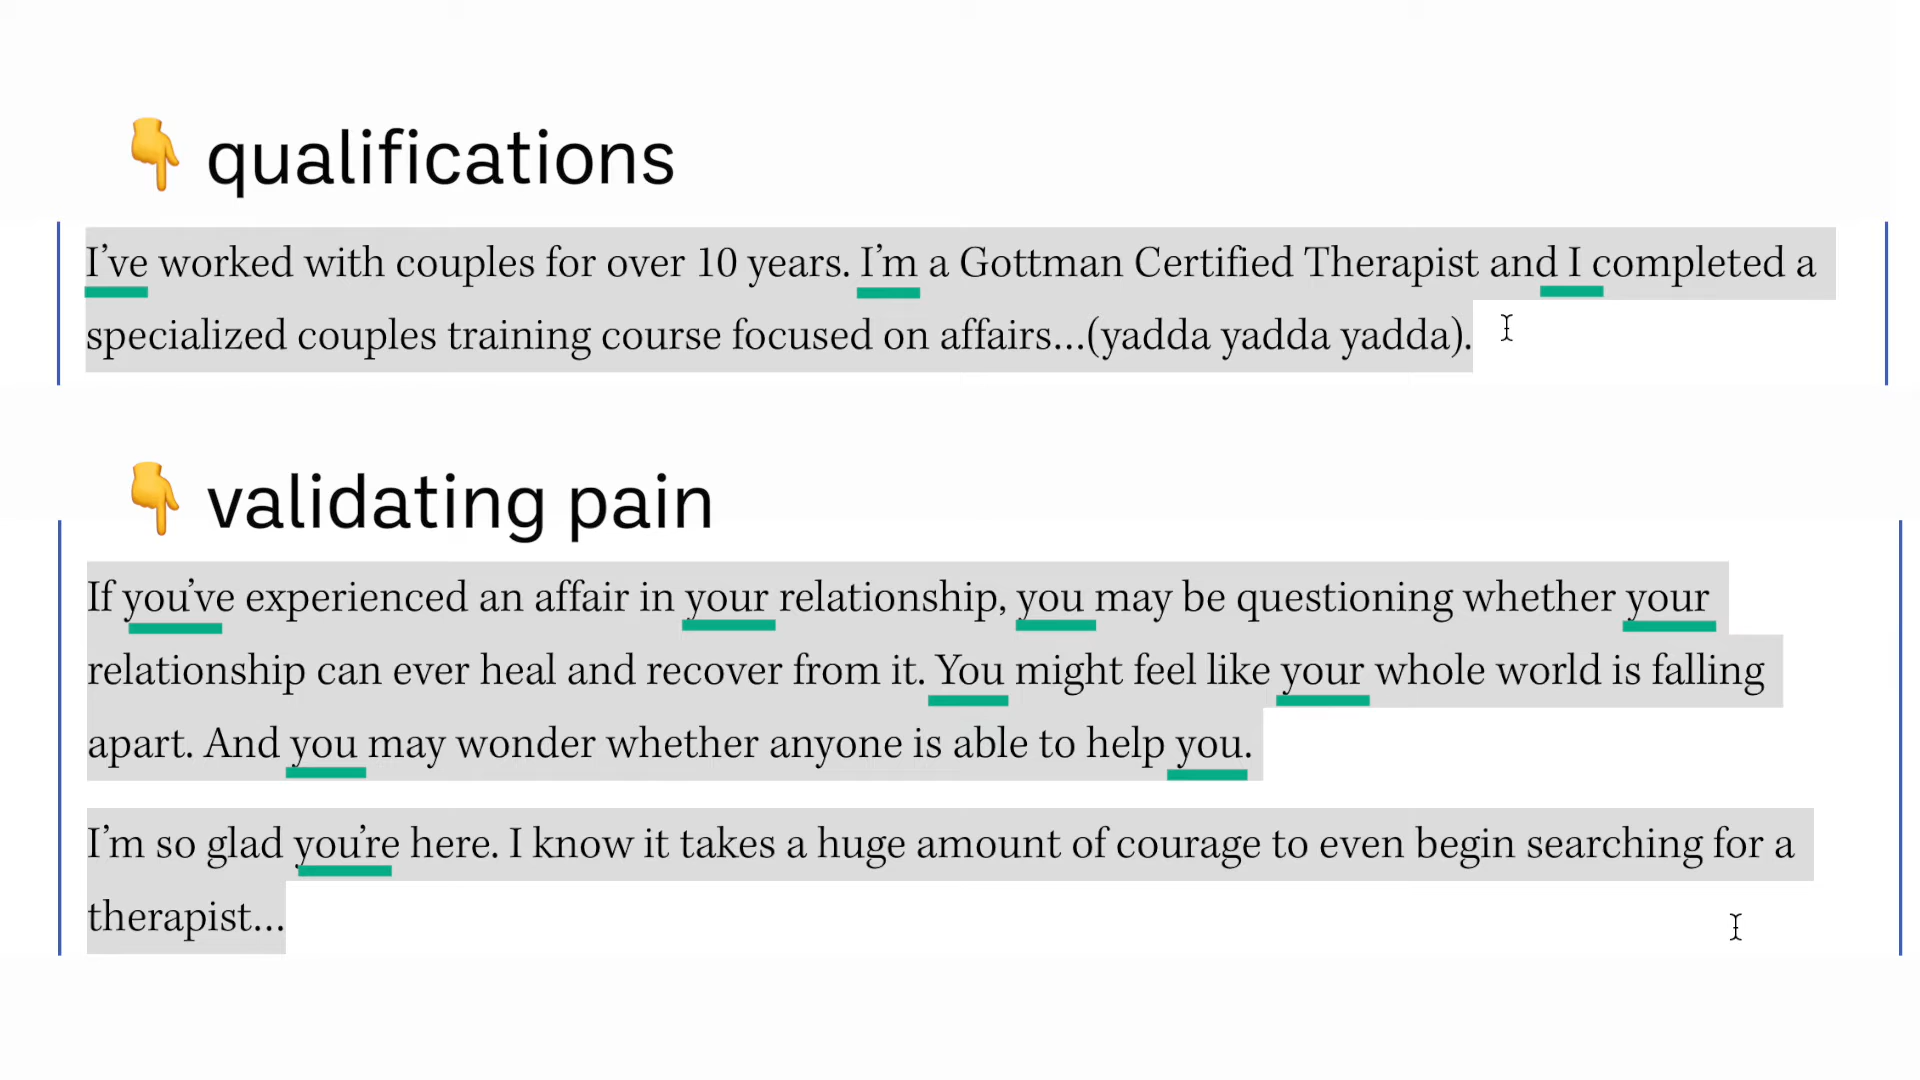 👇 qualifications
I’ve worked with couples for over 10 years. I’m a Gottman Certified Therapist and I completed a
specialized couples training course focused on affairs…(yadda yadda yadda).
👇 validating pain
If you’ve experienced an affair in your relationship, you may be questioning whether your
relationship can ever heal and recover from it. You might feel like your whole world is falling
apart. And you may wonder whether anyone is able to help you.
I’m so glad you’re here. I know it takes a huge amount of courage to even begin searching for a
therapist…